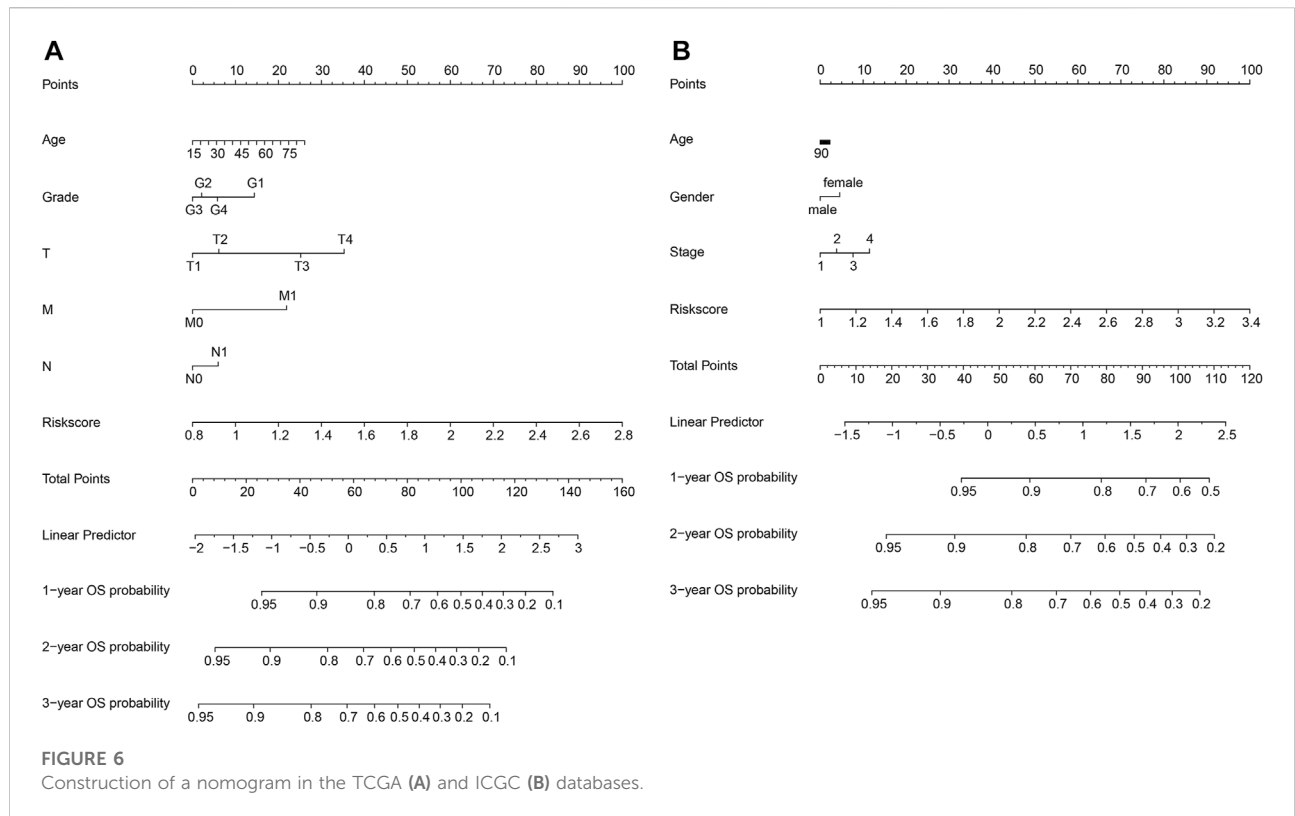 A
Points
0 10 20 30 40 50 60 70 80 90 100
Age
15 30 45 60 75
Grade
G2 G1
G3 G4
T
T2 T4
T1 T3
M
M1
M0
N
N1
N0
Riskscore
0.8 1 1.2 1.4 1.6 1.8 2 2.2 2.4 2.6 2.8
Total Points
0 20 40 60 80 100 120 140 160
Linear Predictor
−2 −1.5 −1 −0.5 0 0.5 1 1.5 2 2.5 3
1−year OS probability
0.95 0.9 0.8 0.7 0.6 0.5 0.4 0.3 0.2 0.1
2−year OS probability
0.95 0.9 0.8 0.7 0.6 0.5 0.4 0.3 0.2 0.1
3−year OS probability
0.95 0.9 0.8 0.7 0.6 0.5 0.4 0.3 0.2 0.1
B
Points
0 10 20 30 40 50 60 70 80 90 100
Age
90
Gender
female
male
Stage
2 4
1 3
Riskscore
1 1.2 1.4 1.6 1.8 2 2.2 2.4 2.6 2.8 3 3.2 3.4
Total Points
0 10 20 30 40 50 60 70 80 90 100 110 120
Linear Predictor
−1.5 −1 −0.5 0 0.5 1 1.5 2 2.5
1−year OS probability
0.95 0.9 0.8 0.7 0.6 0.5
2−year OS probability
0.95 0.9 0.8 0.7 0.6 0.5 0.4 0.3 0.2
3−year OS probability
0.95 0.9 0.8 0.7 0.6 0.5 0.4 0.3 0.2
FIGURE 6
Construction of a nomogram in the TCGA (A) and ICGC (B) databases.